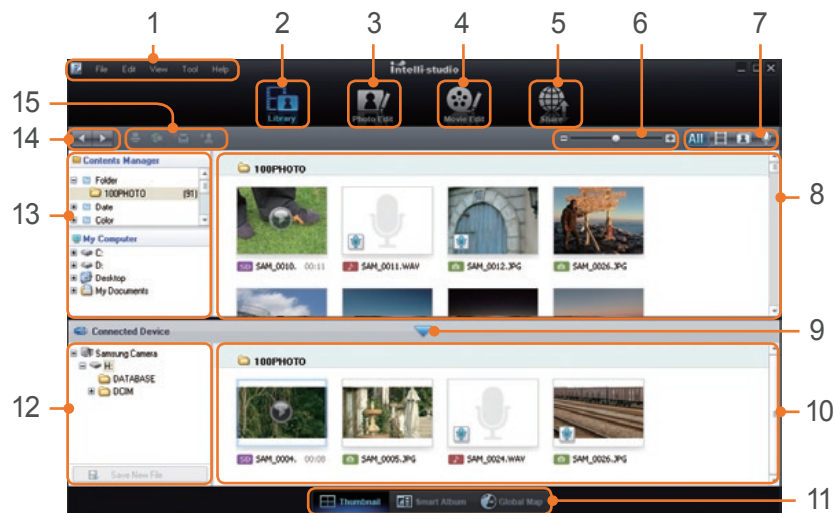 1 2 3 4 5 6 7
File Edit View Tool Help
intelli-studio
Library Photo Edit Movie Edit Share
15
14
All
Contents Manager
Folder
100PHOTO (91)
Date
Color
My Computer
C:
D:
Desktop
My Documents
13
100PHOTO
SD SAM_0010. 00:11 SAM_0011.WAV SAM_0012.JPG SAM_0026.JPG
8
Connected Device
9
Samsung Camera
H:
DATABASE
DCIM
12
Save New File
100PHOTO
SD SAM_0004. 00:08 SAM_0005.JPG SAM_0024.WAV SAM_0026.JPG
10
Thumbnail Smart Album Global Map
11